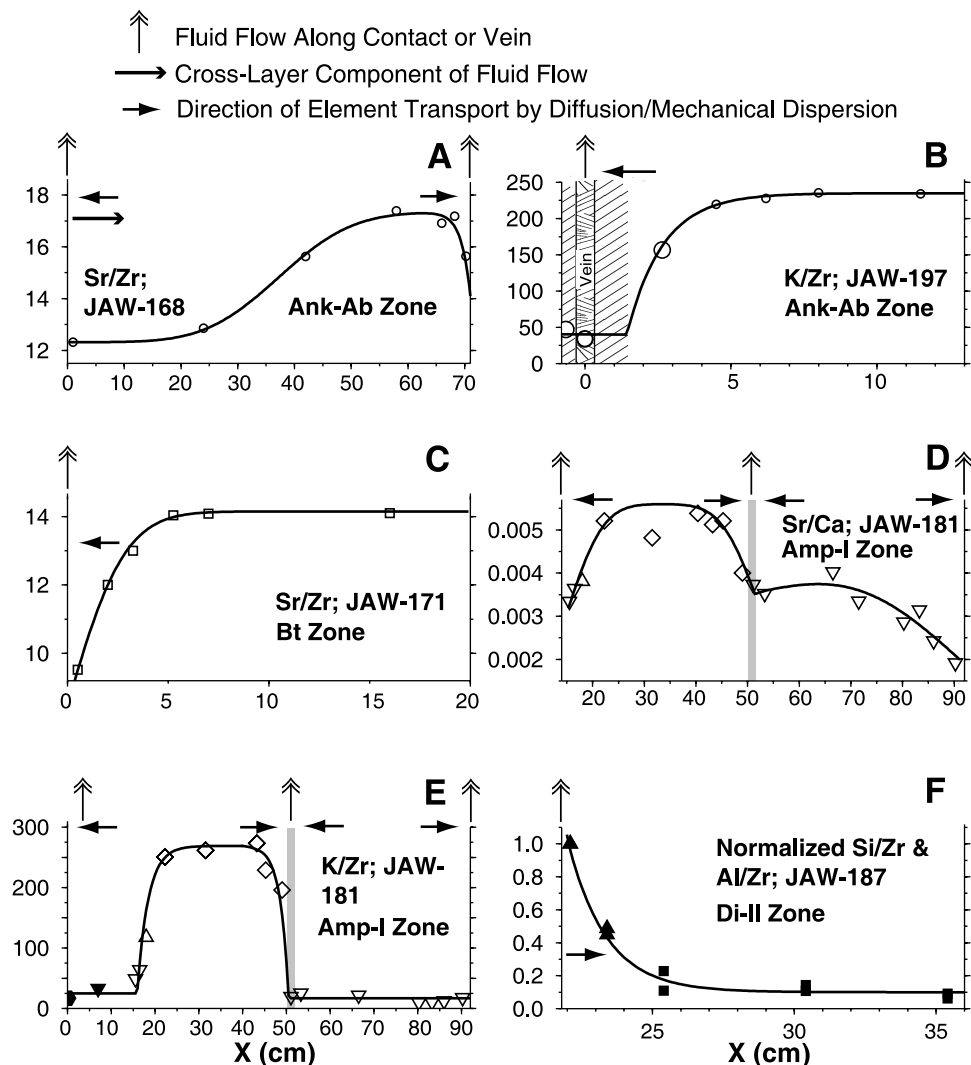 Fluid Flow Along Contact or Vein
Cross-Layer Component of Fluid Flow
Direction of Element Transport by Diffusion/Mechanical Dispersion
A
18
17
16
15
14
13
12
Sr/Zr;
JAW-168
Ank-Ab Zone
0 10 20 30 40 50 60 70
B
250
200
150
100
50
0
Vein
K/Zr; JAW-197
Ank-Ab Zone
0 5 10
C
14
12
10
Sr/Zr; JAW-171
Bt Zone
0 5 10 15 20
D
0.005
0.004
0.003
0.002
Sr/Ca; JAW-181
Amp-I Zone
20 30 40 50 60 70 80 90
E
300
250
200
150
100
50
0
K/Zr; JAW-
181
Amp-I Zone
0 10 20 30 40 50 60 70 80 90
X (cm)
F
1.0
0.8
0.6
0.4
0.2
0.0
Normalized Si/Zr &
Al/Zr; JAW-187
Di-II Zone
25 30 35
X (cm)